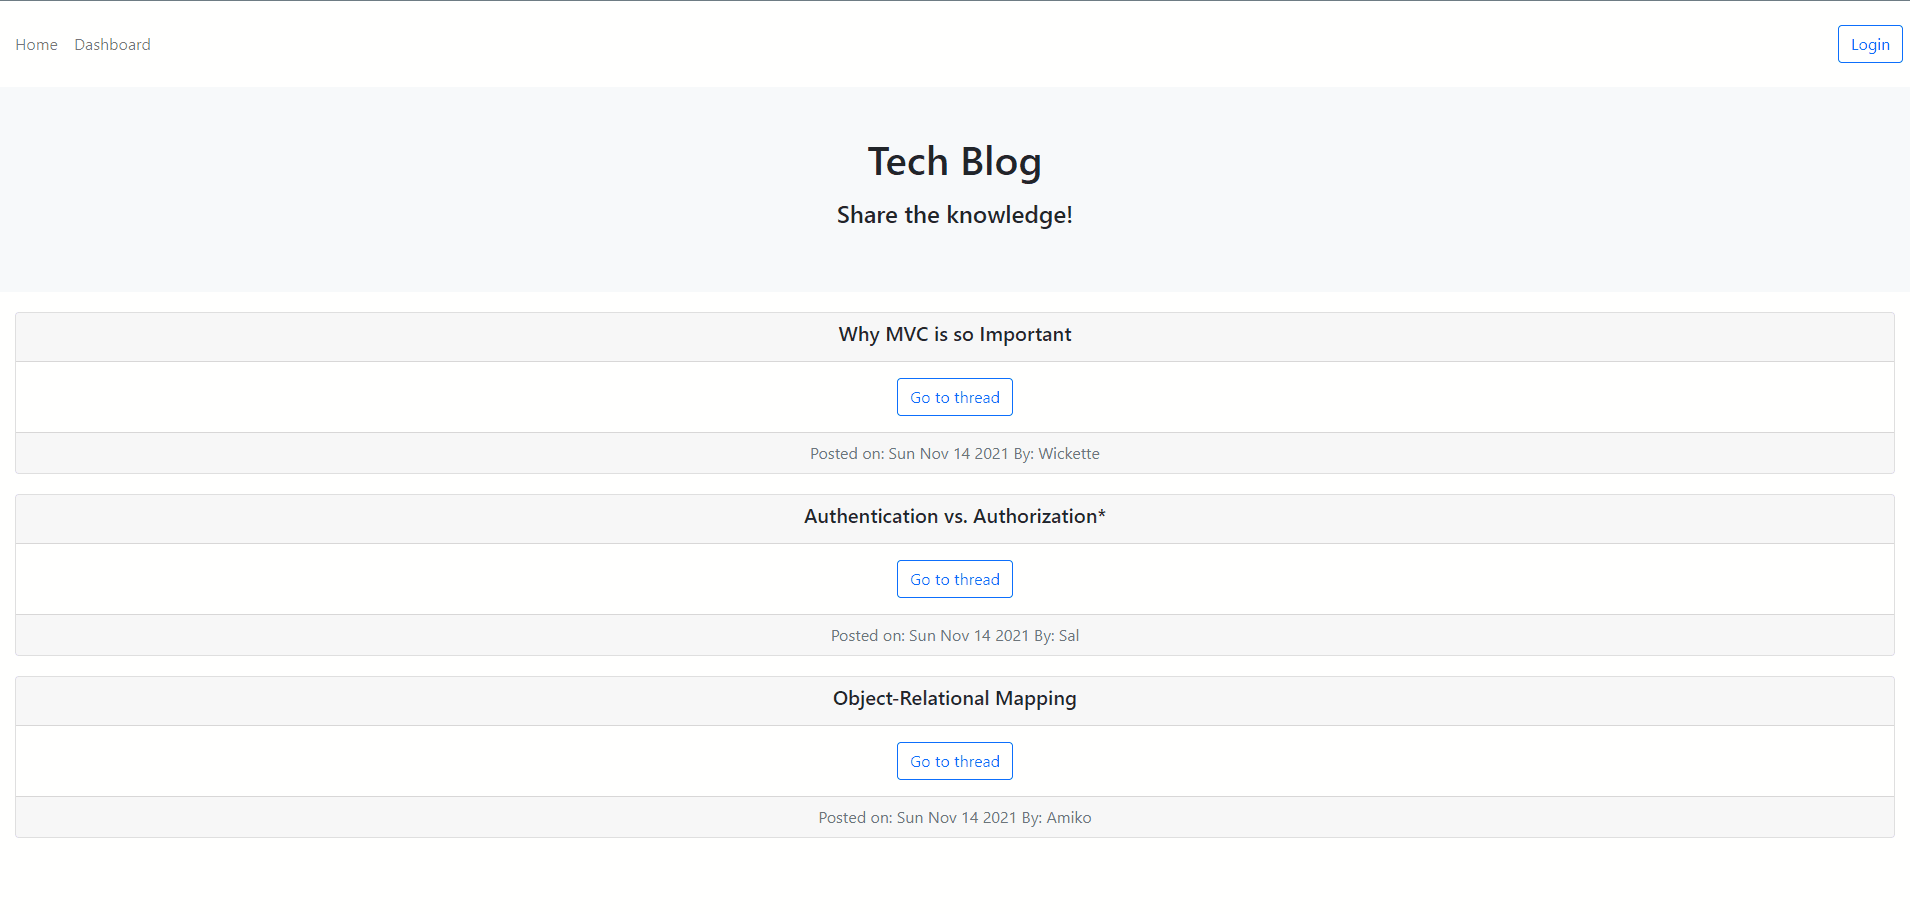 Home Dashboard Login
Tech Blog
Share the knowledge!
Why MVC is so Important
Go to thread
Posted on: Sun Nov 14 2021 By: Wickette
Authentication vs. Authorization*
Go to thread
Posted on: Sun Nov 14 2021 By: Sal
Object-Relational Mapping
Go to thread
Posted on: Sun Nov 14 2021 By: Amiko